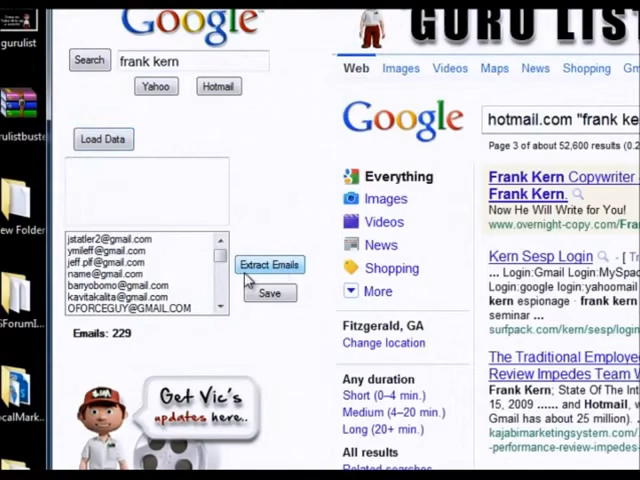 Google
GURU LIST
gurulist
Search
frank kern
Yahoo
Hotmail
Web Images Videos Maps News Shopping
Load Data
Google
hotmail.com "frank
Page 3 of about 52,600 results
Everything
Images
Videos
News
Shopping
More
Frank Kern Copywriter
Frank Kern.
Now He Will Write for You!
www.overnight-copy.com/
ew Folder
jstatler2@gmail.com
ymileff@gmail.com
jeff.plf@gmail.com
name@gmail.com
barryobomo@gmail.com
kavitakalita@gmail.com
OFORCEGUY@GMAIL.COM
Extract Emails
Save
Emails: 229
Kern Sesp Login
... Login:Gmail Login:MySpa
Login:google login:yahoomail
kern espionage · frank kern
seminar ...
surfpack.com/kern/sesp/login
Fitzgerald, GA
Change location
The Traditional Employe
Review Impedes Team
Frank Kern; State Of The Int
15, 2009 ...... and Hotmail,
Gmail has about 25 million).
kajabimarketingsystem.com/
-performance-review-impedes-
Any duration
Short (0–4 min.)
Medium (4–20 min.)
Long (20+ min.)
All results
Related searches
Get Vic's
updates here..